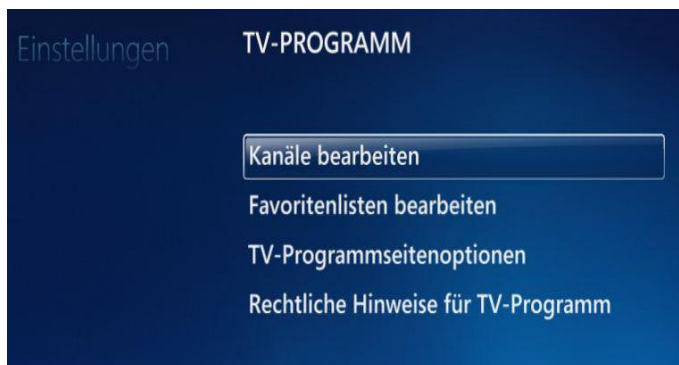 Einstellungen
TV-PROGRAMM
Kanäle bearbeiten
Favoritenlisten bearbeiten
TV-Programmseitenoptionen
Rechtliche Hinweise für TV-Programm